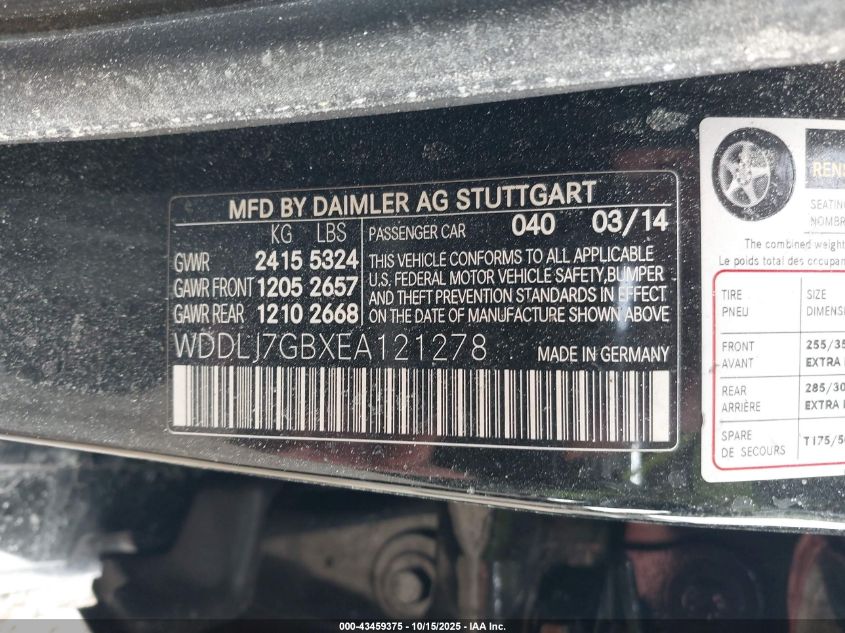 MFD BY DAIMLER AG STUTTGART
KG LBS
GVWR 2415 5324
GAWR FRONT 1205 2657
GAWR REAR 1210 2668
PASSENGER CAR 040 03/14
THIS VEHICLE CONFORMS TO ALL APPLICABLE
U.S. FEDERAL MOTOR VEHICLE SAFETY, BUMPER
AND THEFT PREVENTION STANDARDS IN EFFECT
ON THE DATE OF MANUFACTURE SHOWN ABOVE
WDDLJ7GBXEA121278 MADE IN GERMANY
SEATING
The combined weight
Le poids total des
TIRE SIZE
PNEU
FRONT 255/35
AVANT EXTRA
REAR 285/30
ARRIÈRE EXTRA
SPARE
DE SECOURS T175/5
000-43459375 - 10/15/2025 - IAA Inc.